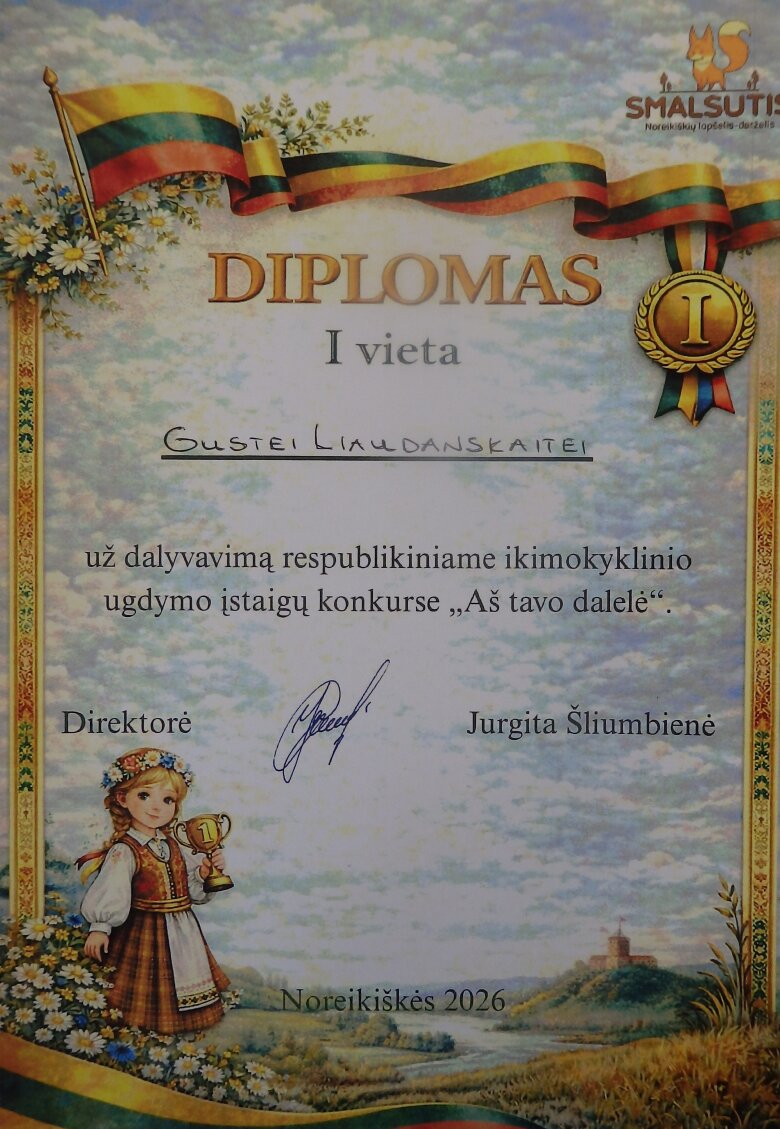 SMALSUTIS
Noreikiškių lopšelis-darželis
DIPLOMAS
I vieta
I
GUSTEI LIAUDANSKAITEI
už dalyvavimą respublikiniame ikimokyklinio
ugdymo įstaigų konkurse „Aš tavo dalelė“.
Direktorė
Jurgita Šliumbienė
1
Noreikiškės 2026